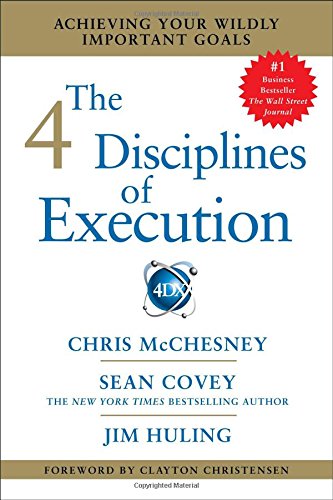 ACHIEVING YOUR WILDLY
IMPORTANT GOALS
#1
Business
Bestseller
The Wall Street
Journal
The
4 Disciplines
of
Execution
4DX
CHRIS McCHESNEY
SEAN COVEY
THE NEW YORK TIMES BESTSELLING AUTHOR
JIM HULING
FOREWORD BY CLAYTON CHRISTENSEN